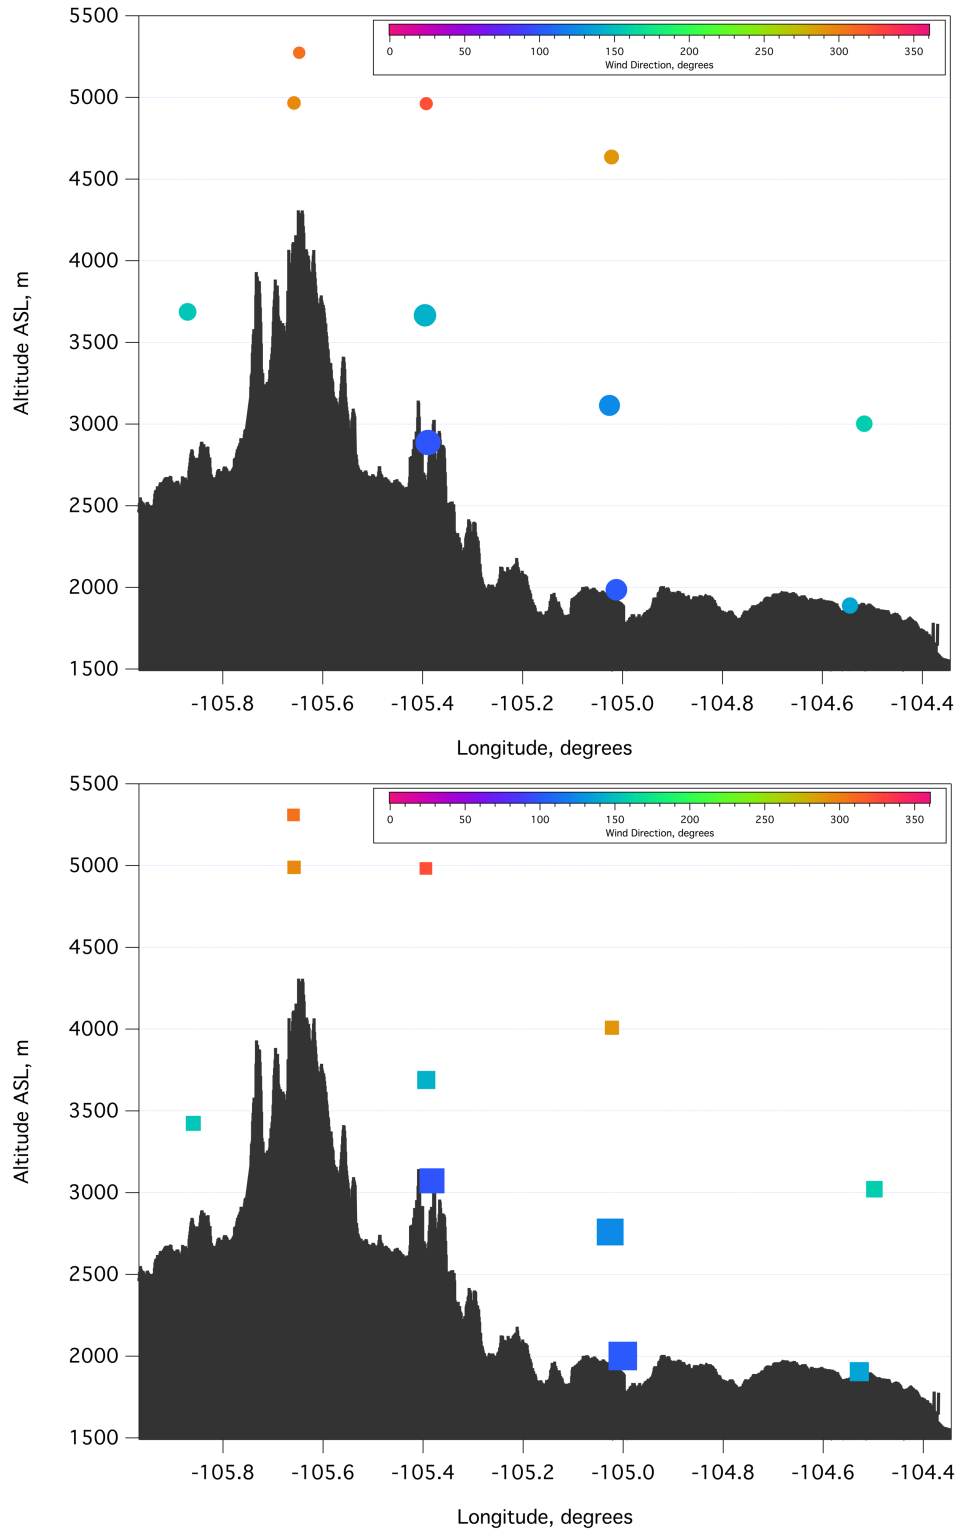 5500
0 50 100 150 200 250 300 350
Wind Direction, degrees
5000
4500
4000
3500
3000
2500
2000
1500
Altitude ASL, m
-105.8 -105.6 -105.4 -105.2 -105.0 -104.8 -104.6 -104.4
Longitude, degrees
5500
0 50 100 150 200 250 300 350
Wind Direction, degrees
5000
4500
4000
3500
3000
2500
2000
1500
Altitude ASL, m
-105.8 -105.6 -105.4 -105.2 -105.0 -104.8 -104.6 -104.4
Longitude, degrees